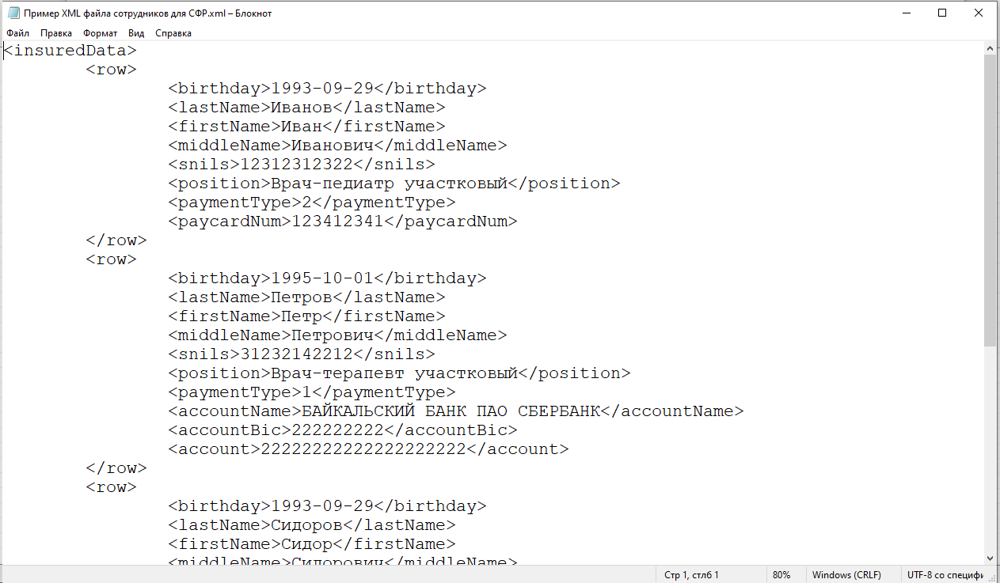 Пример XML файла сотрудников для СФР.xml – Блокнот
Файл Правка Формат Вид Справка
<insuredData>
<row>
<birthday>1993-09-29</birthday>
<lastName>Иванов</lastName>
<firstName>Иван</firstName>
<middleName>Иванович</middleName>
<snils>12312312322</snils>
<position>Врач-педиатр участковый</position>
<paymentType>2</paymentType>
<paycardNum>123412341</paycardNum>
</row>
<row>
<birthday>1995-10-01</birthday>
<lastName>Петров</lastName>
<firstName>Петр</firstName>
<middleName>Петрович</middleName>
<snils>31232142212</snils>
<position>Врач-терапевт участковый</position>
<paymentType>1</paymentType>
<accountName>БАЙКАЛЬСКИЙ БАНК ПАО СБЕРБАНК</accountName>
<accountBic>222222222</accountBic>
<account>22222222222222222222</account>
</row>
<row>
<birthday>1993-09-29</birthday>
<lastName>Сидоров</lastName>
<firstName>Сидор</firstName>
<middleName>Сидорович</middleName>
Стр 1, стлб 1 80% Windows (CRLF) UTF-8 со специфи